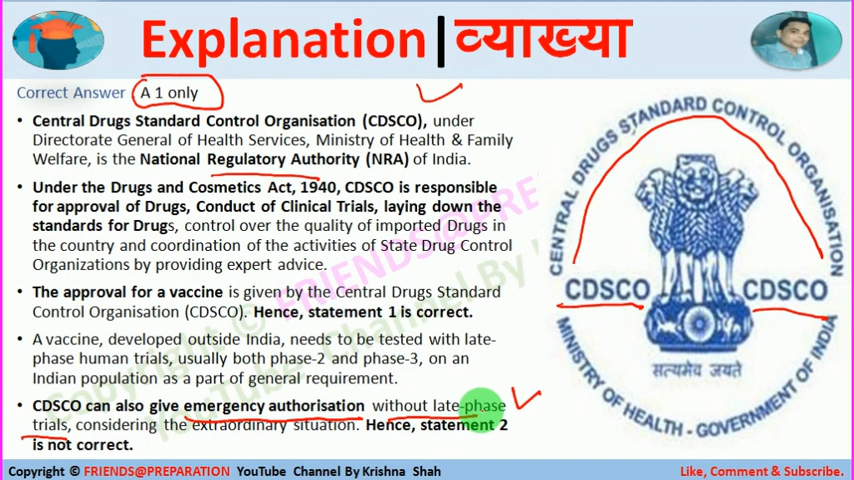 Explanation|व्याख्या
Correct Answer A 1 only
• Central Drugs Standard Control Organisation (CDSCO), under
Directorate General of Health Services, Ministry of Health & Family
Welfare, is the National Regulatory Authority (NRA) of India.
• Under the Drugs and Cosmetics Act, 1940, CDSCO is responsible
for approval of Drugs, Conduct of Clinical Trials, laying down the
standards for Drugs, control over the quality of imported Drugs in
the country and coordination of the activities of State Drug Control
Organizations by providing expert advice.
• The approval for a vaccine is given by the Central Drugs Standard
Control Organisation (CDSCO). Hence, statement 1 is correct.
• A vaccine, developed outside India, needs to be tested with late-
phase human trials, usually both phase-2 and phase-3, on an
Indian population as a part of general requirement.
• CDSCO can also give emergency authorisation without late-phase
trials, considering the extraordinary situation. Hence, statement 2
is not correct.
CENTRAL DRUGS STANDARD CONTROL ORGANISATION
CDSCO CDSCO
सत्यमेव जयते
MINISTRY OF HEALTH - GOVERNMENT OF INDIA
Copyright © FRIENDS@PREPARATION YouTube Channel By Krishna Shah
Like, Comment & Subscribe.
Copyright © FRIENDS@PRE
YouTube Channel By